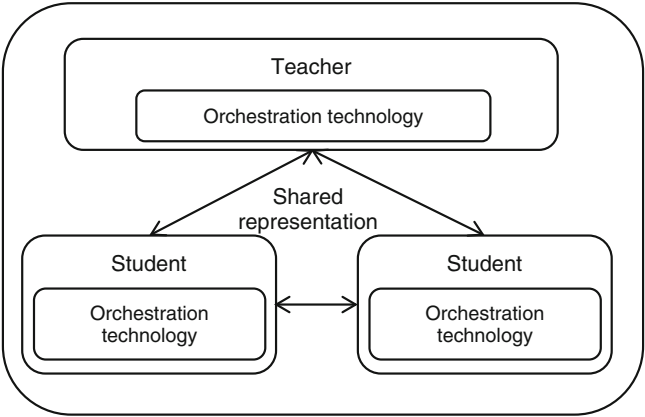 Teacher
Orchestration technology
Shared
representation
Student
Orchestration
technology
Student
Orchestration
technology